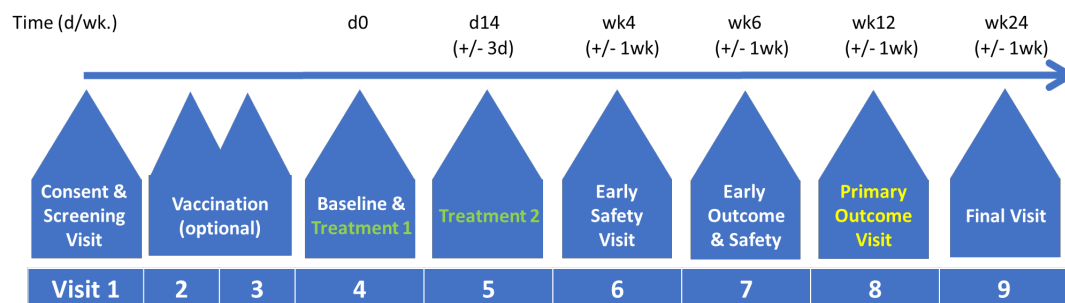 Time (d/wk.) d0 d14 wk4 wk6 wk12 wk24
(+/- 3d) (+/- 1wk) (+/- 1wk) (+/- 1wk) (+/- 1wk)
Consent &
Screening
Visit
Vaccination
(optional)
Baseline &
Treatment 1
Treatment 2
Early
Safety
Visit
Early
Outcome
& Safety
Primary
Outcome
Visit
Final Visit
Visit 1 2 3 4 5 6 7 8 9